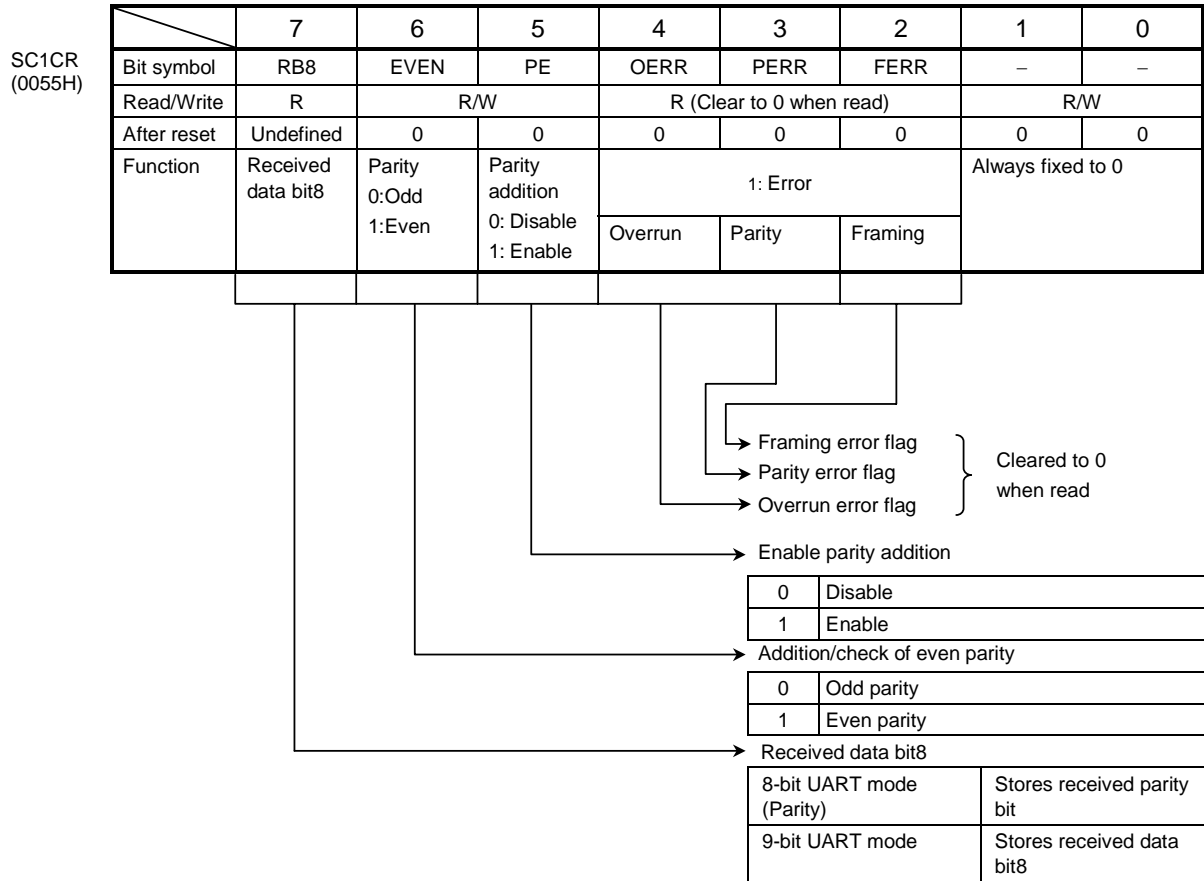 7 6 5 4 3 2 1 0
SC1CR
(0055H)
Bit symbol RB8 EVEN PE OERR PERR FERR − −
Read/Write R R/W R (Clear to 0 when read) R/W
After reset Undefined 0 0 0 0 0 0 0
Function
Received
data bit8
Parity
0:Odd
1:Even
Parity
addition
0: Disable
1: Enable
1: Error
Overrun Parity Framing
Always fixed to 0
Framing error flag
Parity error flag
Overrun error flag
Cleared to 0
when read
Enable parity addition
0 Disable
1 Enable
Addition/check of even parity
0 Odd parity
1 Even parity
Received data bit8
8-bit UART mode
(Parity)
Stores received parity
bit
9-bit UART mode
Stores received data
bit8